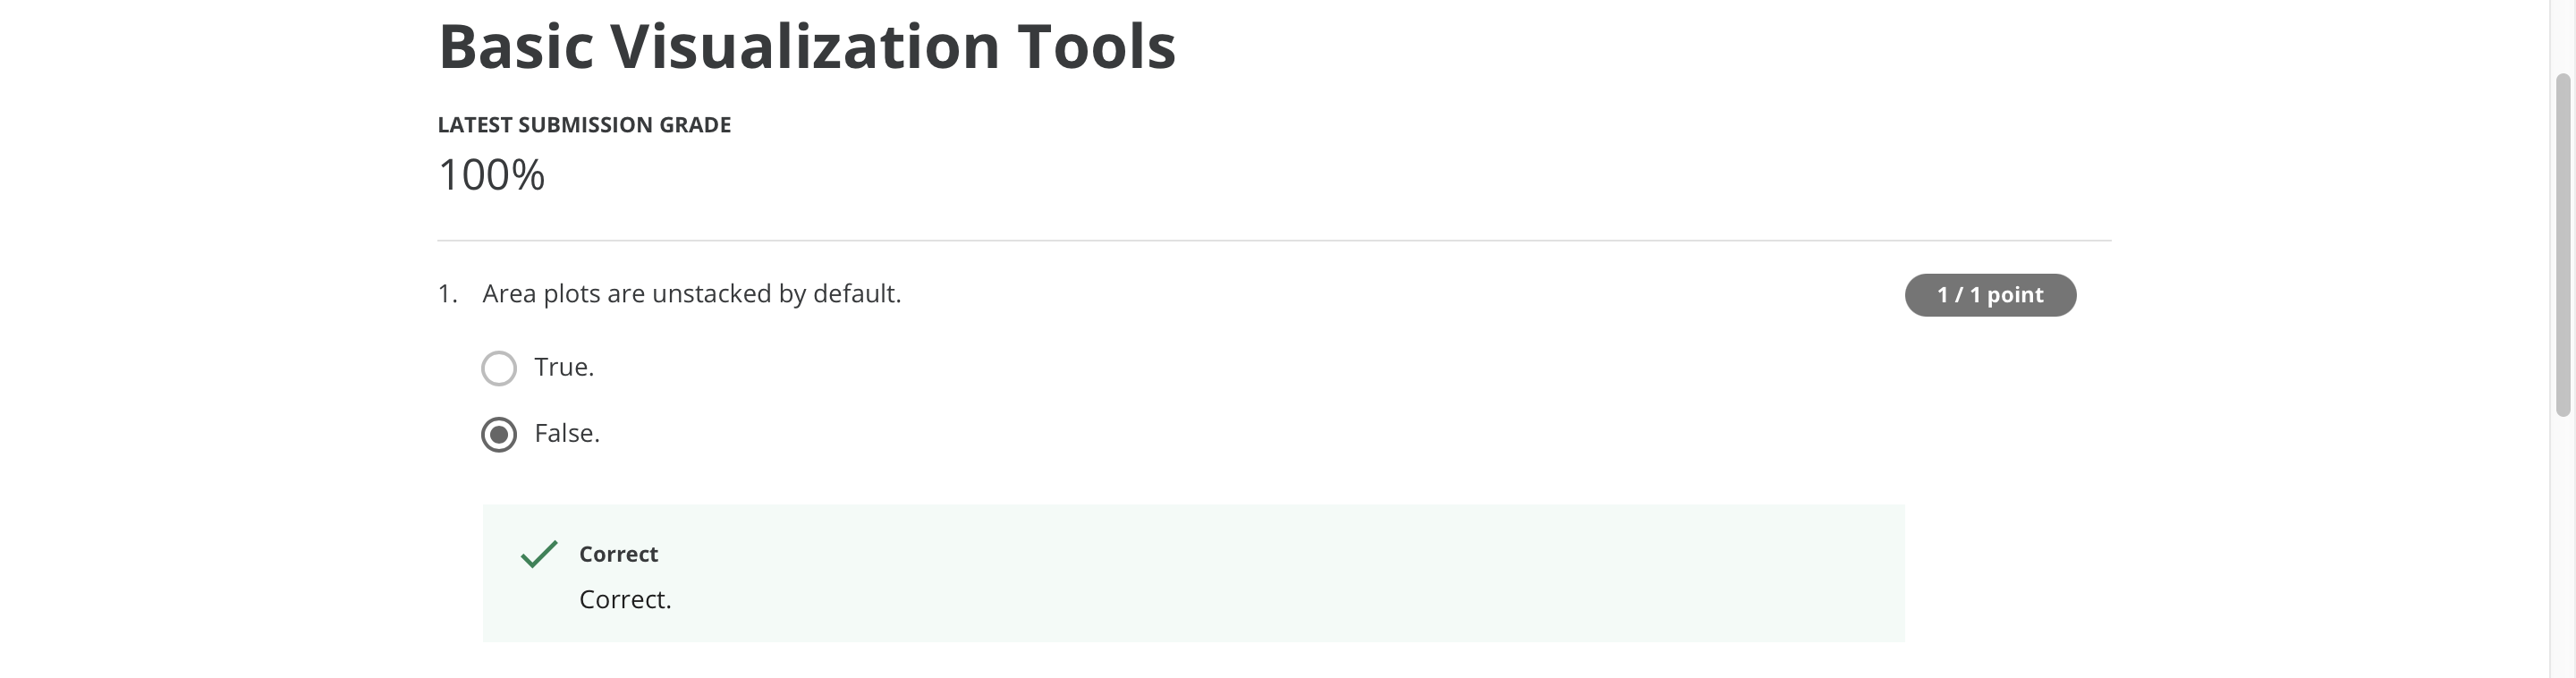 Basic Visualization Tools
LATEST SUBMISSION GRADE
100%
1. Area plots are unstacked by default.
1 / 1 point
True.
False.
Correct
Correct.